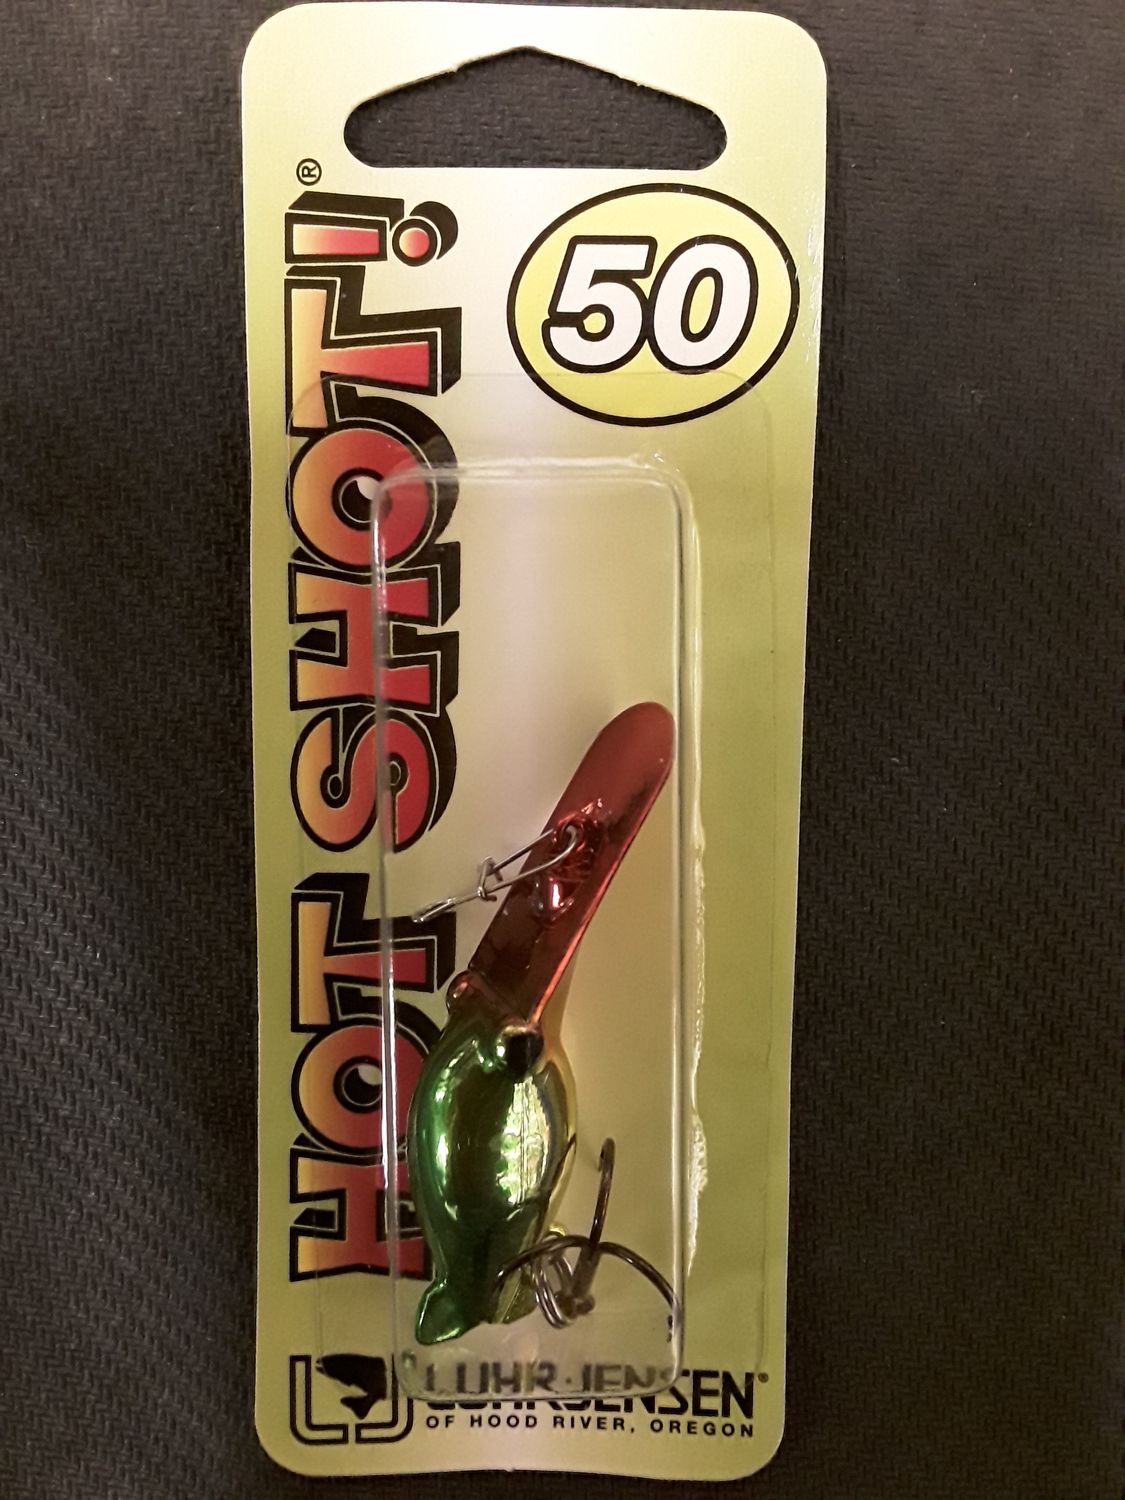 HOT SHOT!®
50
LUHR JENSEN®
OF HOOD RIVER, OREGON